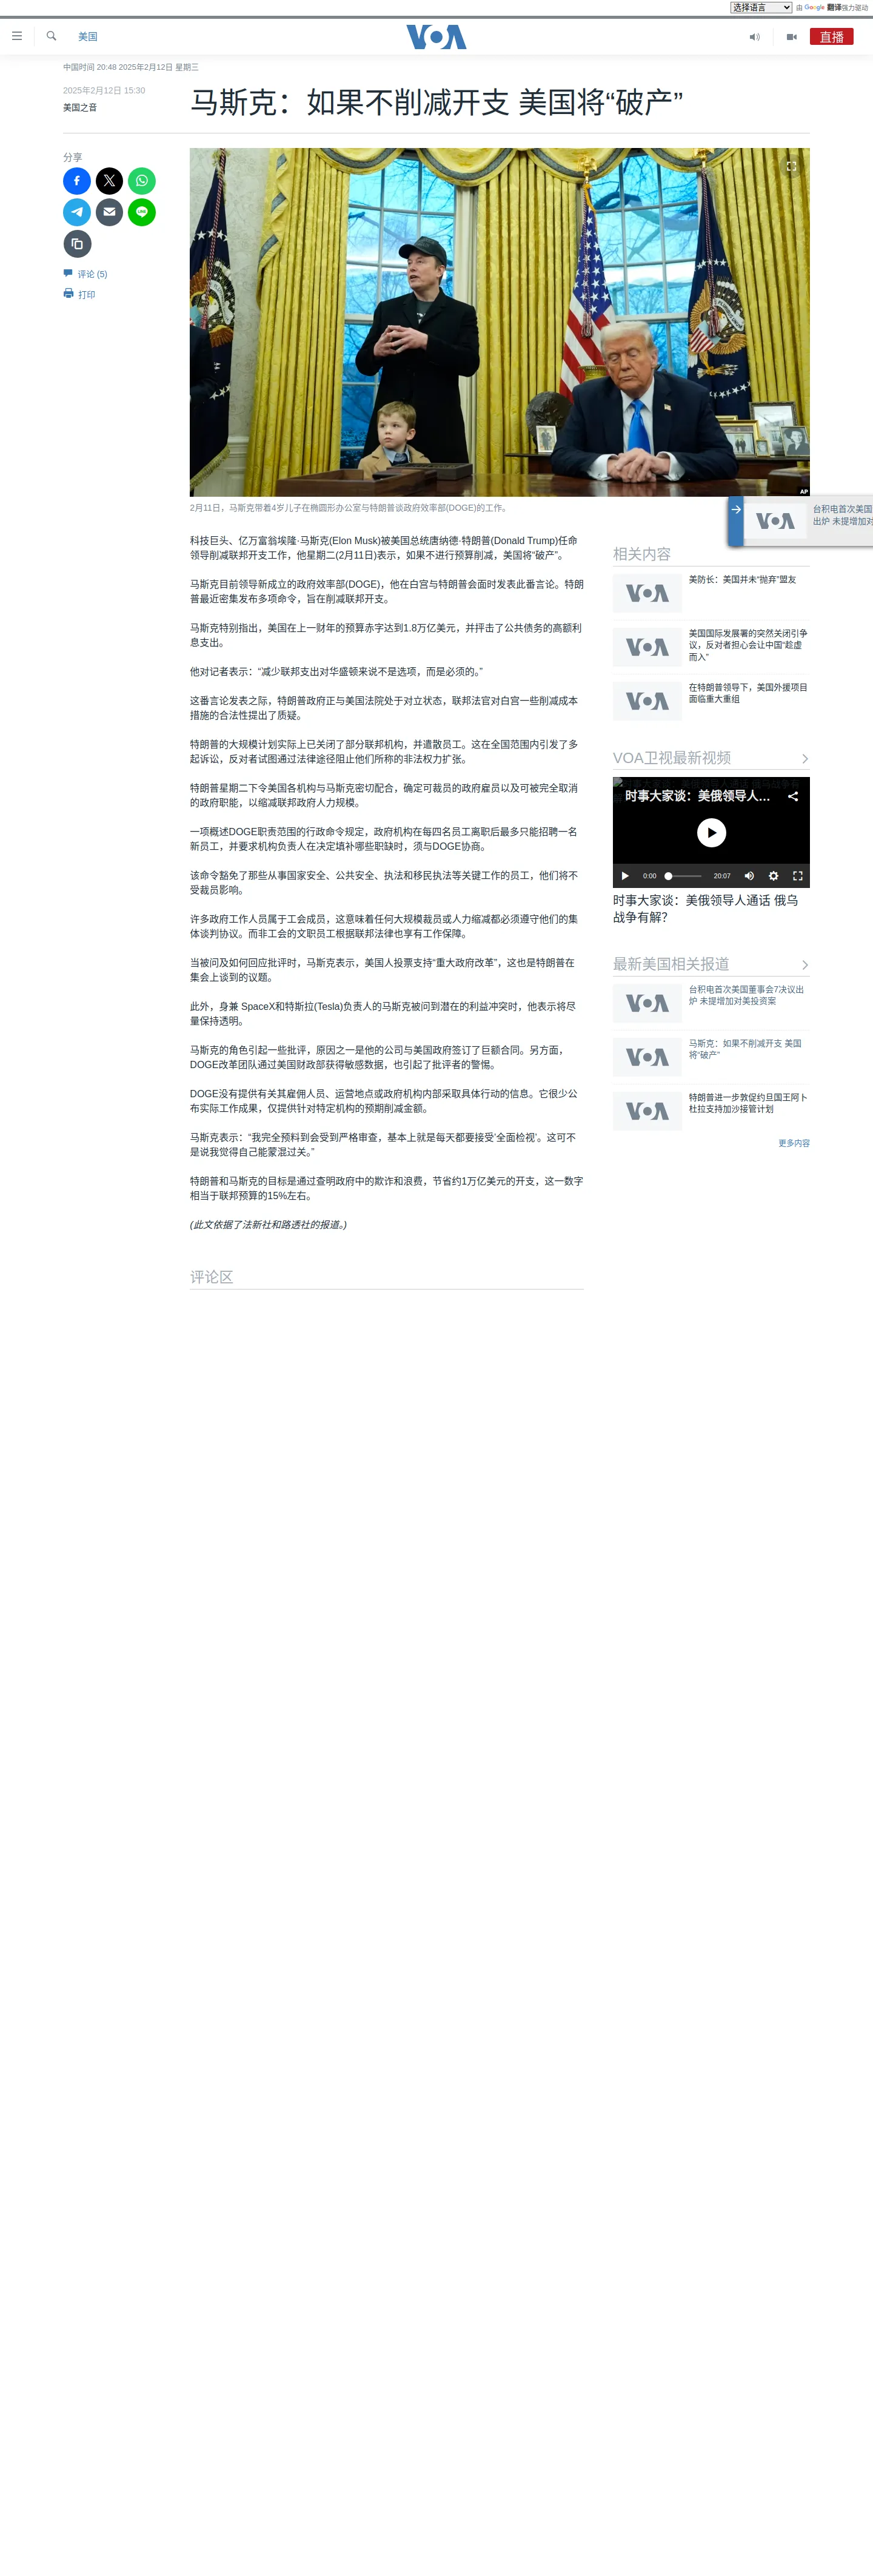 选择语言 由 Google 翻译强力驱动
美国
VOA
直播
中国时间 20:48 2025年2月12日 星期三
2025年2月12日 15:30
美国之音
马斯克：如果不削减开支 美国将“破产”
分享
评论 (5)
打印
AP
2月11日，马斯克带着4岁儿子在椭圆形办公室与特朗普谈政府效率部(DOGE)的工作。
台积电首次美国
出炉 未提增加对
科技巨头、亿万富翁埃隆·马斯克(Elon Musk)被美国总统唐纳德·特朗普(Donald Trump)任命
领导削减联邦开支工作，他星期二(2月11日)表示，如果不进行预算削减，美国将“破产”。
马斯克目前领导新成立的政府效率部(DOGE)，他在白宫与特朗普会面时发表此番言论。特朗
普最近密集发布多项命令，旨在削减联邦开支。
马斯克特别指出，美国在上一财年的预算赤字达到1.8万亿美元，并抨击了公共债务的高额利
息支出。
他对记者表示：“减少联邦支出对华盛顿来说不是选项，而是必须的。”
这番言论发表之际，特朗普政府正与美国法院处于对立状态，联邦法官对白宫一些削减成本
措施的合法性提出了质疑。
特朗普的大规模计划实际上已关闭了部分联邦机构，并遣散员工。这在全国范围内引发了多
起诉讼，反对者试图通过法律途径阻止他们所称的非法权力扩张。
特朗普星期二下令美国各机构与马斯克密切配合，确定可裁员的政府雇员以及可被完全取消
的政府职能，以缩减联邦政府人力规模。
一项概述DOGE职责范围的行政命令规定，政府机构在每四名员工离职后最多只能招聘一名
新员工，并要求机构负责人在决定填补哪些职缺时，须与DOGE协商。
该命令豁免了那些从事国家安全、公共安全、执法和移民执法等关键工作的员工，他们将不
受裁员影响。
许多政府工作人员属于工会成员，这意味着任何大规模裁员或人力缩减都必须遵守他们的集
体谈判协议。而非工会的文职员工根据联邦法律也享有工作保障。
当被问及如何回应批评时，马斯克表示，美国人投票支持“重大政府改革”，这也是特朗普在
集会上谈到的议题。
此外，身兼 SpaceX和特斯拉(Tesla)负责人的马斯克被问到潜在的利益冲突时，他表示将尽
量保持透明。
马斯克的角色引起一些批评，原因之一是他的公司与美国政府签订了巨额合同。另方面，
DOGE改革团队通过美国财政部获得敏感数据，也引起了批评者的警惕。
DOGE没有提供有关其雇佣人员、运营地点或政府机构内部采取具体行动的信息。它很少公
布实际工作成果，仅提供针对特定机构的预期削减金额。
马斯克表示：“我完全预料到会受到严格审查，基本上就是每天都要接受‘全面检视’。这可不
是说我觉得自己能蒙混过关。”
特朗普和马斯克的目标是通过查明政府中的欺诈和浪费，节省约1万亿美元的开支，这一数字
相当于联邦预算的15%左右。
(此文依据了法新社和路透社的报道。)
评论区
相关内容
VOA
美防长：美国并未“抛弃”盟友
VOA
美国国际发展署的突然关闭引争
议，反对者担心会让中国“趁虚
而入”
VOA
在特朗普领导下，美国外援项目
面临重大重组
VOA卫视最新视频
时事大家谈：美俄领导人...
0:00 20:07
时事大家谈：美俄领导人通话 俄乌
战争有解？
最新美国相关报道
VOA
台积电首次美国董事会7决议出
炉 未提增加对美投资案
VOA
马斯克：如果不削减开支 美国
将“破产”
VOA
特朗普进一步敦促约旦国王阿卜
杜拉支持加沙接管计划
更多内容